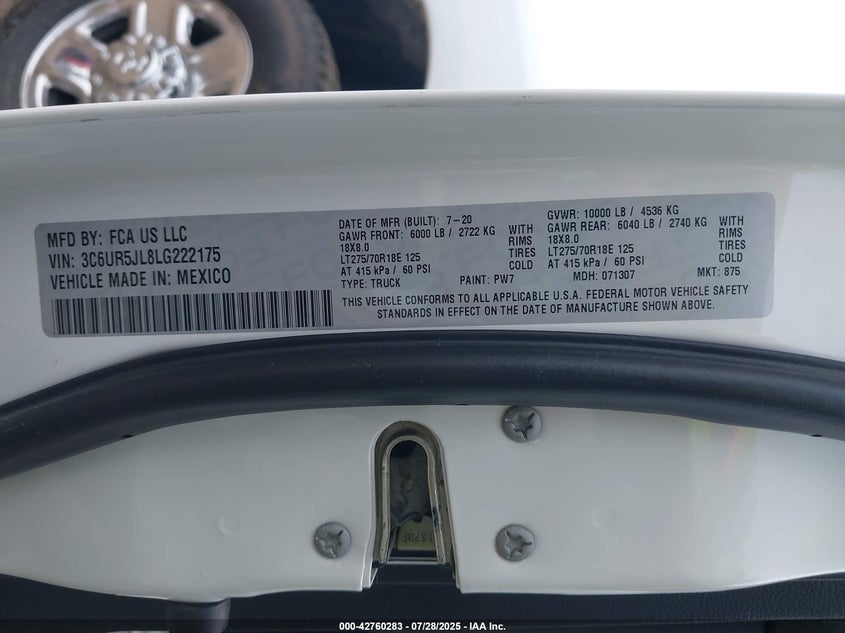 MFD BY: FCA US LLC
VIN: 3C6UR5JL8LG222175
VEHICLE MADE IN: MEXICO
DATE OF MFR (BUILT): 7-20
GAWR FRONT: 6000 LB / 2722 KG WITH
18X8.0 RIMS
LT275/70R18E 125 TIRES
AT 415 kPa / 60 PSI COLD
TYPE: TRUCK PAINT: PW7
GVWR: 10000 LB / 4536 KG
GAWR REAR: 6040 LB / 2740 KG WITH
18X8.0 RIMS
LT275/70R18E 125 TIRES
AT 415 kPa / 60 PSI COLD
MDH: 071307 MKT: 875
THIS VEHICLE CONFORMS TO ALL APPLICABLE U.S.A. FEDERAL MOTOR VEHICLE SAFETY
STANDARDS IN EFFECT ON THE DATE OF MANUFACTURE SHOWN ABOVE.
000-42760283 - 07/28/2025 - IAA Inc.